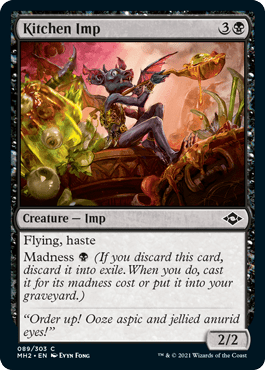 Kitchen Imp 3
Creature — Imp
Flying, haste
Madness (If you discard this card,
discard it into exile. When you do, cast
it for its madness cost or put it into your
graveyard.)
“Order up! Ooze aspic and jellied anurid
eyes!”
2/2
089/303 C
MH2 • EN Evyn Fong
™ & © 2021 Wizards of the Coast